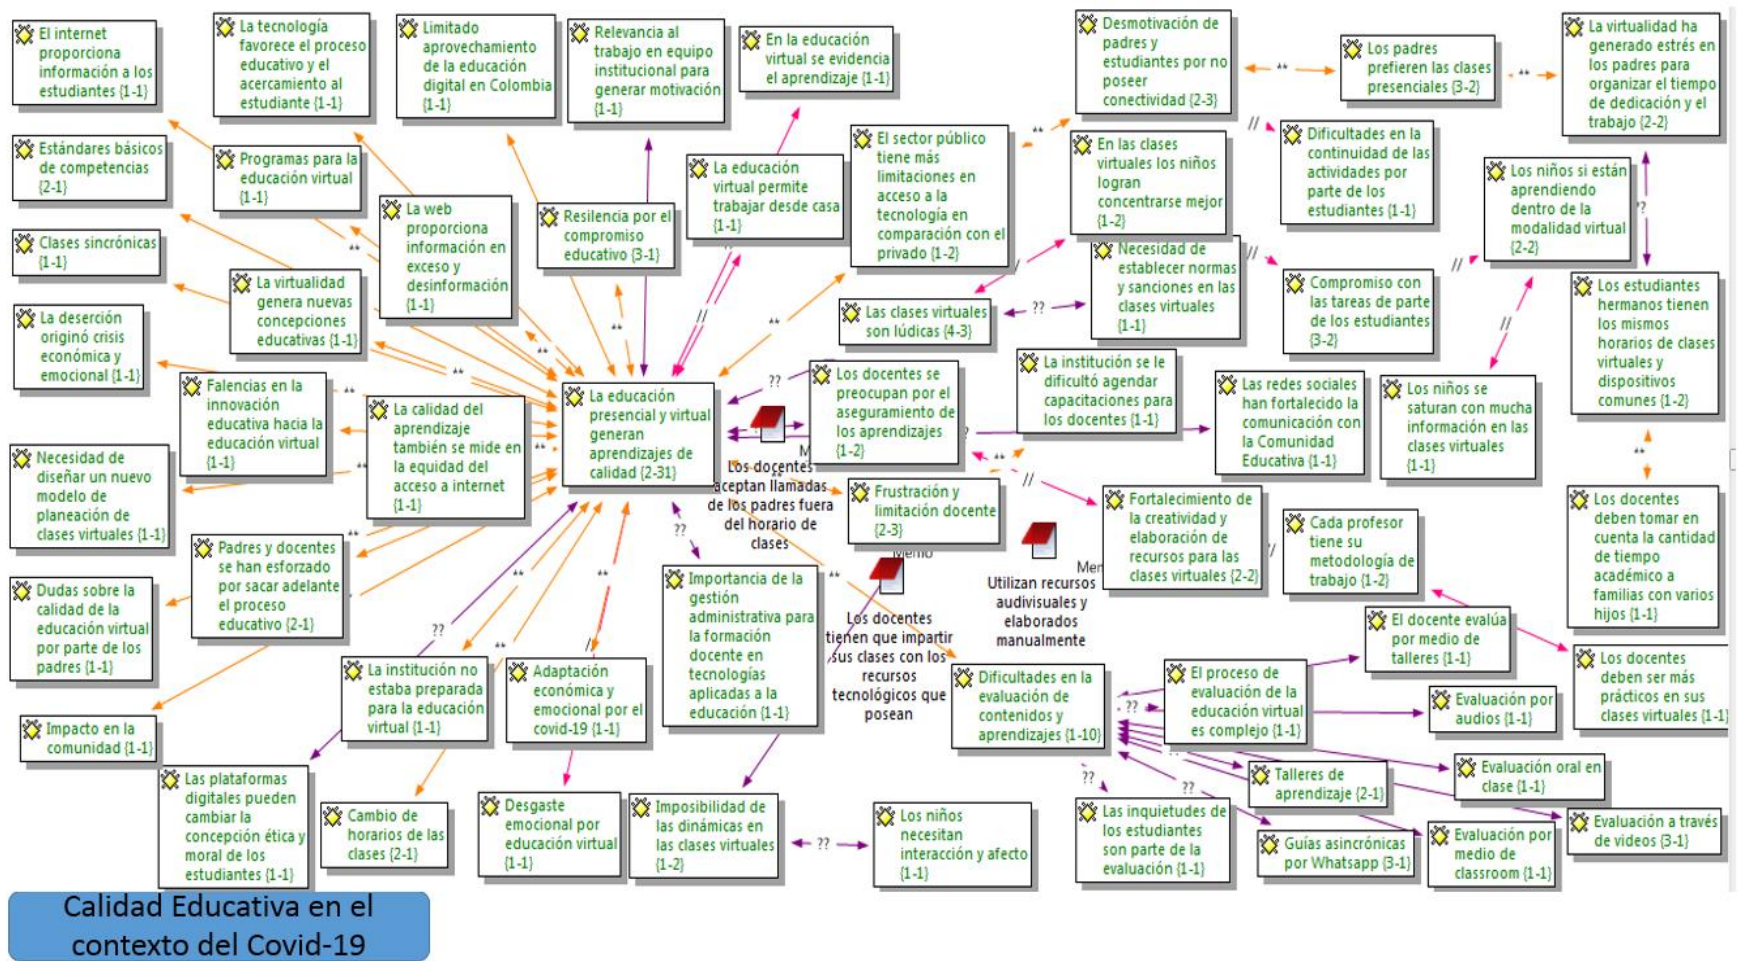 El internet
proporciona
información a los
estudiantes {1-1}
La tecnología
favorece el proceso
educativo y el
acercamiento al
estudiante {1-1}
Limitado
aprovechamiento
de la educación
digital en Colombia
{1-1}
Relevancia al
trabajo en equipo
institucional para
generar motivación
{1-1}
En la educación
virtual se evidencia
el aprendizaje {1-1}
Desmotivación de
padres y
estudiantes por no
poseer
conectividad {2-3}
**
Los padres
prefieren las clases
presenciales {3-2}
**
La virtualidad ha
generado estrés en
los padres para
organizar el tiempo
de dedicación y el
trabajo {2-2}
Estándares básicos
de competencias
{2-1}
Programas para la
educación virtual
{1-1}
La web
proporciona
información en
exceso y
desinformación
{1-1}
Resilencia por el
compromiso
educativo {3-1}
La educación
virtual permite
trabajar desde casa
{1-1}
El sector público
tiene más
limitaciones en
acceso a la
tecnología en
comparación con el
privado {1-2}
**
En las clases
virtuales los niños
logran
concentrarse mejor
{1-2}
//
Dificultades en la
continuidad de las
actividades por
parte de los
estudiantes {1-1}
Los niños si están
aprendiendo
dentro de la
modalidad virtual
{2-2}
??
Clases sincrónicas
{1-1}
**
La virtualidad
genera nuevas
concepciones
educativas {1-1}
**
**
//
**
Las clases virtuales
son lúdicas {4-3}
//
??
Necesidad de
establecer normas
y sanciones en las
clases virtuales
{1-1}
//
Compromiso con
las tareas de parte
de los estudiantes
{3-2}
//
//
Los estudiantes
hermanos tienen
los mismos
horarios de clases
virtuales y
dispositivos
comunes {1-2}
La deserción
originó crisis
económica y
emocional {1-1}
Falencias en la
innovación
educativa hacia la
educación virtual
{1-1}
**
**
La calidad del
aprendizaje
también se mide en
la equidad del
acceso a internet
{1-1}
La educación
presencial y virtual
generan
aprendizajes de
calidad {2-31}
??
Los docentes se
preocupan por el
aseguramiento de
los aprendizajes
{1-2}
La institución se le
dificultó agendar
capacitaciones para
los docentes {1-1}
Las redes sociales
han fortalecido la
comunicación con
la Comunidad
Educativa {1-1}
Los niños se
saturan con mucha
información en las
clases virtuales
{1-1}
**
Necesidad de
diseñar un nuevo
modelo de
planeación de
clases virtuales {1-1}
**
**
**
Los docentes
aceptan llamadas
de los padres fuera
del horario de
clases
Frustración y
limitación docente
{2-3}
**
//
Memo
Utilizan recursos
audivisuales y
elaborados
manualmente
Fortalecimiento de
la creatividad y
elaboración de
recursos para las
clases virtuales {2-2}
//
Cada profesor
tiene su
metodología de
trabajo {1-2}
Los docentes
deben tomar en
cuenta la cantidad
de tiempo
académico a
familias con varios
hijos {1-1}
Padres y docentes
se han esforzado
por sacar adelante
el proceso
educativo {2-1}
Dudas sobre la
calidad de la
educación virtual
por parte de los
padres {1-1}
??
**
**
**
//
??
Importancia de la
gestión
administrativa para
la formación
docente en
tecnologías
aplicadas a la
educación {1-1}
**
Los docentes
tienen que impartir
sus clases con los
recursos
tecnológicos que
posean
El docente evalúa
por medio de
talleres {1-1}
Los docentes
deben ser más
prácticos en sus
clases virtuales {1-1}
Impacto en la
comunidad {1-1}
La institución no
estaba preparada
para la educación
virtual {1-1}
Adaptación
económica y
emocional por el
covid-19 {1-1}
Dificultades en la
evaluación de
contenidos y
aprendizajes {1-10}
??
El proceso de
evaluación de la
educación virtual
es complejo {1-1}
Evaluación por
audios {1-1}
Las plataformas
digitales pueden
cambiar la
concepción ética y
moral de los
estudiantes {1-1}
Cambio de
horarios de las
clases {2-1}
Desgaste
emocional por
educación virtual
{1-1}
Imposibilidad de
las dinámicas en
las clases virtuales
{1-2}
??
Los niños
necesitan
interacción y afecto
{1-1}
??
Las inquietudes de
los estudiantes
son parte de la
evaluación {1-1}
??
Talleres de
aprendizaje {2-1}
Guías asincrónicas
por Whatsapp {3-1}
Evaluación oral en
clase {1-1}
Evaluación por
medio de
classroom {1-1}
Evaluación a través
de videos {3-1}
Calidad Educativa en el
contexto del Covid-19